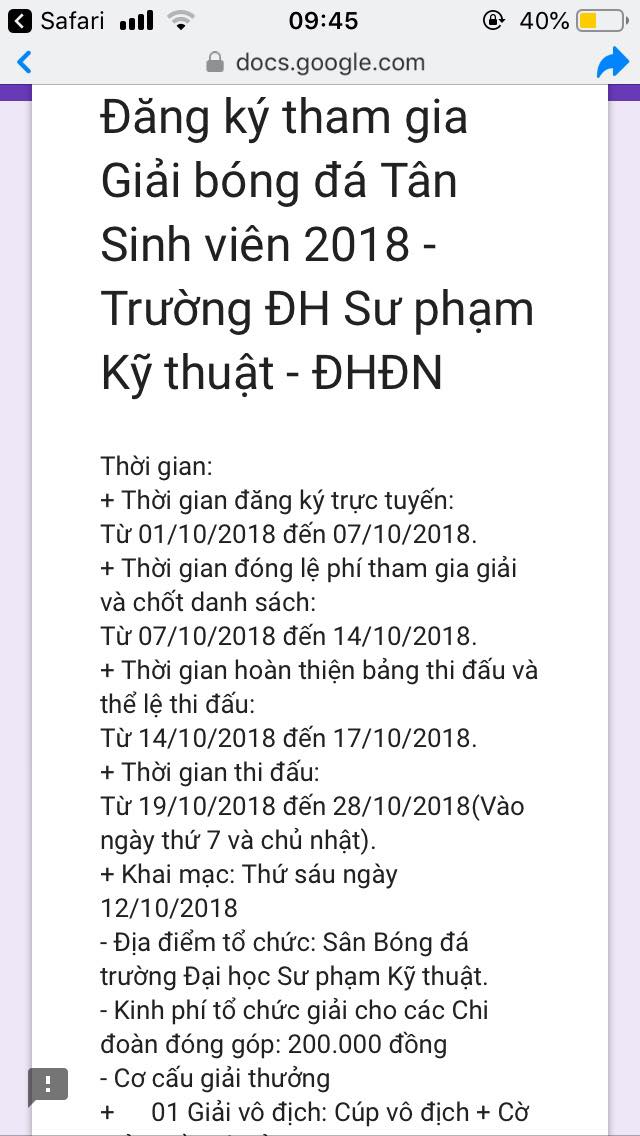 Safari 09:45 40%
docs.google.com
Đăng ký tham gia
Giải bóng đá Tân
Sinh viên 2018 -
Trường ĐH Sư phạm
Kỹ thuật - ĐHĐN
Thời gian:
+ Thời gian đăng ký trực tuyến:
Từ 01/10/2018 đến 07/10/2018.
+ Thời gian đóng lệ phí tham gia giải
và chốt danh sách:
Từ 07/10/2018 đến 14/10/2018.
+ Thời gian hoàn thiện bảng thi đấu và
thể lệ thi đấu:
Từ 14/10/2018 đến 17/10/2018.
+ Thời gian thi đấu:
Từ 19/10/2018 đến 28/10/2018(Vào
ngày thứ 7 và chủ nhật).
+ Khai mạc: Thứ sáu ngày
12/10/2018
- Địa điểm tổ chức: Sân Bóng đá
trường Đại học Sư phạm Kỹ thuật.
- Kinh phí tổ chức giải cho các Chi
đoàn đóng góp: 200.000 đồng
- Cơ cấu giải thưởng
+ 01 Giải vô địch: Cúp vô địch + Cờ